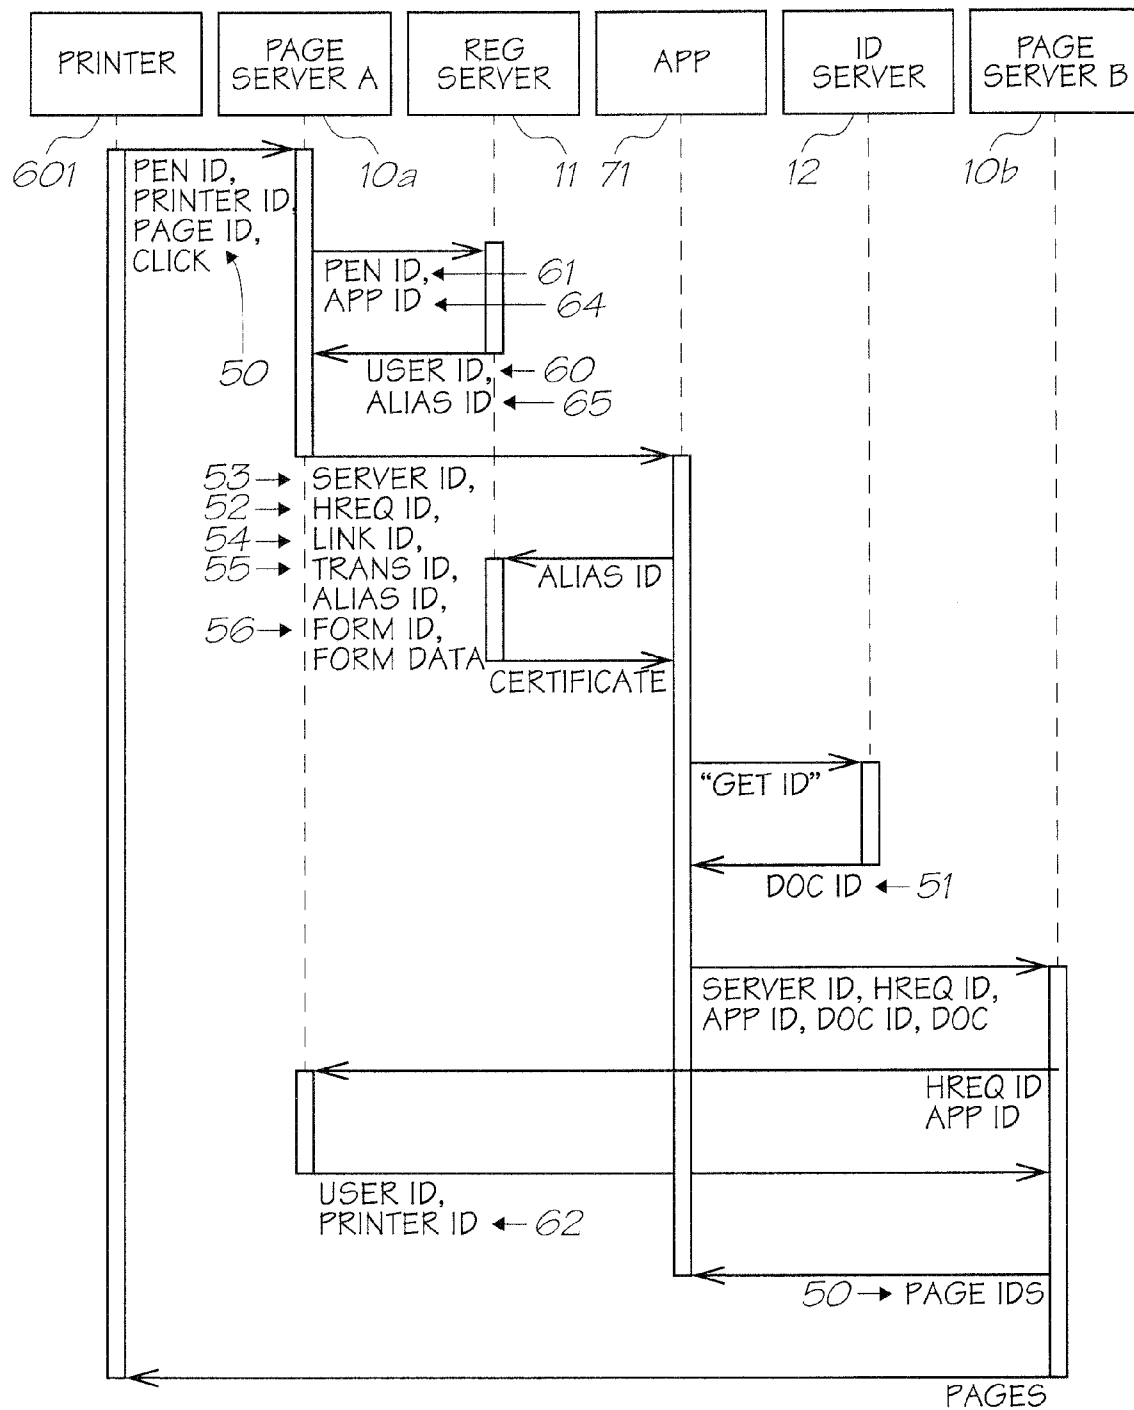 PRINTER
PAGE
SERVER A
REG
SERVER
APP
ID
SERVER
PAGE
SERVER B
601
10a
11
71
12
10b
PEN ID,
PRINTER ID,
PAGE ID,
CLICK
50
PEN ID,
61
APP ID
64
USER ID,
60
ALIAS ID
65
53
SERVER ID,
52
HREQ ID,
54
LINK ID,
55
TRANS ID,
ALIAS ID,
56
FORM ID,
FORM DATA
ALIAS ID
CERTIFICATE
"GET ID"
DOC ID
51
SERVER ID, HREQ ID,
APP ID, DOC ID, DOC
HREQ ID
APP ID
USER ID,
PRINTER ID
62
50
PAGE IDS
PAGES